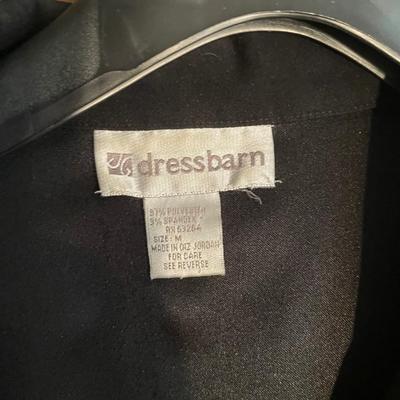 dressbarn
97% POLYESTER
3% SPANDEX
RN 63264
SIZE: M
MADE IN QIZ JORDAN
FOR CARE
SEE REVERSE